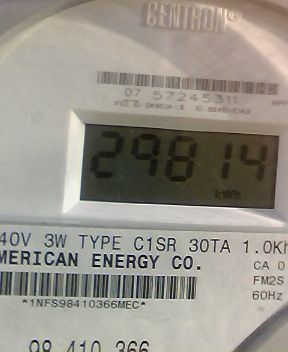 CENTRON®
07 57245311
29814
kWh
40V 3W TYPE C1SR 30TA 1.0Kh
MERICAN ENERGY CO.
CA 0
FM2S
60Hz
*1NFS98410366MEC*
98 410 366